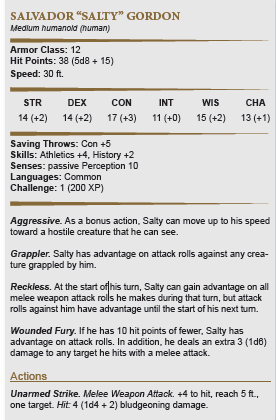 SALVADOR “SALTY” GORDON
Medium humanoid (human)
Armor Class: 12
Hit Points: 38 (5d8 + 15)
Speed: 30 ft.
STR DEX CON INT WIS CHA
14 (+2) 14 (+2) 17 (+3) 11 (+0) 15 (+2) 13 (+1)
Saving Throws: Con +5
Skills: Athletics +4, History +2
Senses: passive Perception 10
Languages: Common
Challenge: 1 (200 XP)
Aggressive. As a bonus action, Salty can move up to his speed
toward a hostile creature that he can see.
Grappler. Salty has advantage on attack rolls against any crea-
ture grappled by him.
Reckless. At the start of his turn, Salty can gain advantage on all
melee weapon attack rolls he makes during that turn, but attack
rolls against him have advantage until the start of his next turn.
Wounded Fury. If he has 10 hit points of fewer, Salty has
advantage on attack rolls. In addition, he deals an extra 3 (1d6)
damage to any target he hits with a melee attack.
Actions
Unarmed Strike. Melee Weapon Attack. +4 to hit, reach 5 ft.,
one target. Hit: 4 (1d4 + 2) bludgeoning damage.